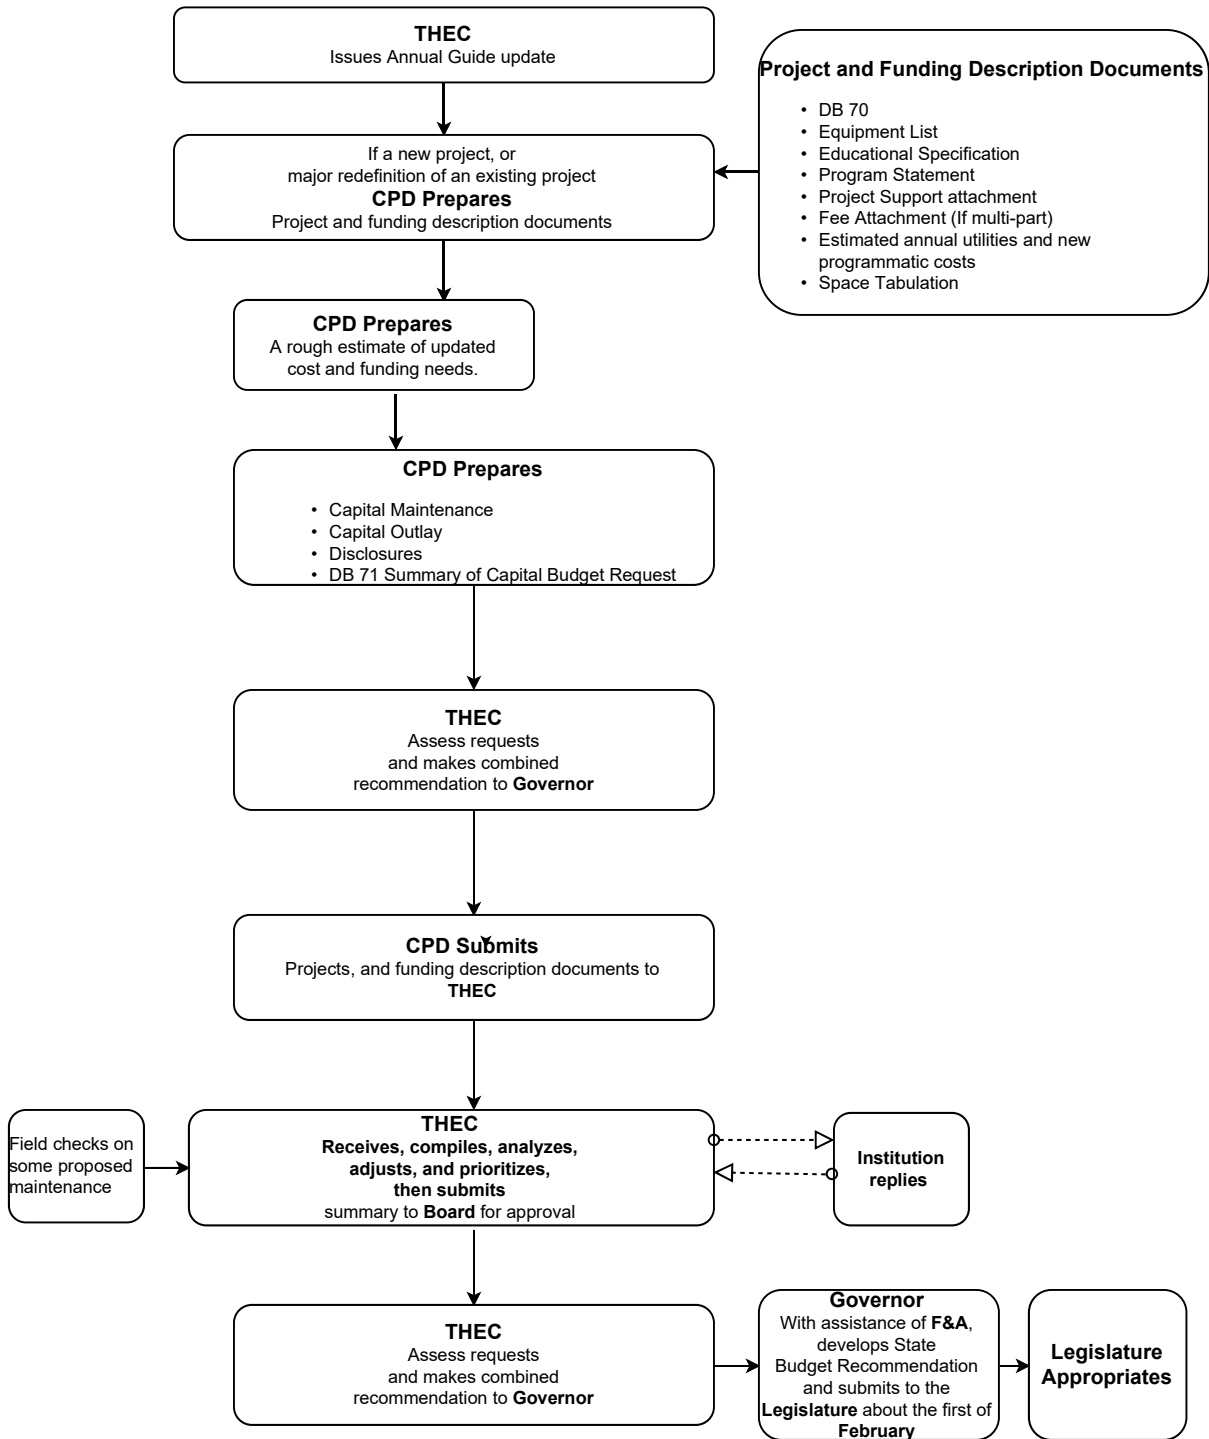 THEC
Issues Annual Guide update
Project and Funding Description Documents
• DB 70
• Equipment List
• Educational Specification
• Program Statement
• Project Support attachment
• Fee Attachment (If multi-part)
• Estimated annual utilities and new
programmatic costs
• Space Tabulation
If a new project, or
major redefinition of an existing project
CPD Prepares
Project and funding description documents
CPD Prepares
A rough estimate of updated
cost and funding needs.
CPD Prepares
• Capital Maintenance
• Capital Outlay
• Disclosures
• DB 71 Summary of Capital Budget Request
THEC
Assess requests
and makes combined
recommendation to Governor
CPD Submits
Projects, and funding description documents to
THEC
Field checks on
some proposed
maintenance
THEC
Receives, compiles, analyzes,
adjusts, and prioritizes,
then submits
summary to Board for approval
Institution
replies
THEC
Assess requests
and makes combined
recommendation to Governor
Governor
With assistance of F&A,
develops State
Budget Recommendation
and submits to the
Legislature about the first of
February
Legislature
Appropriates